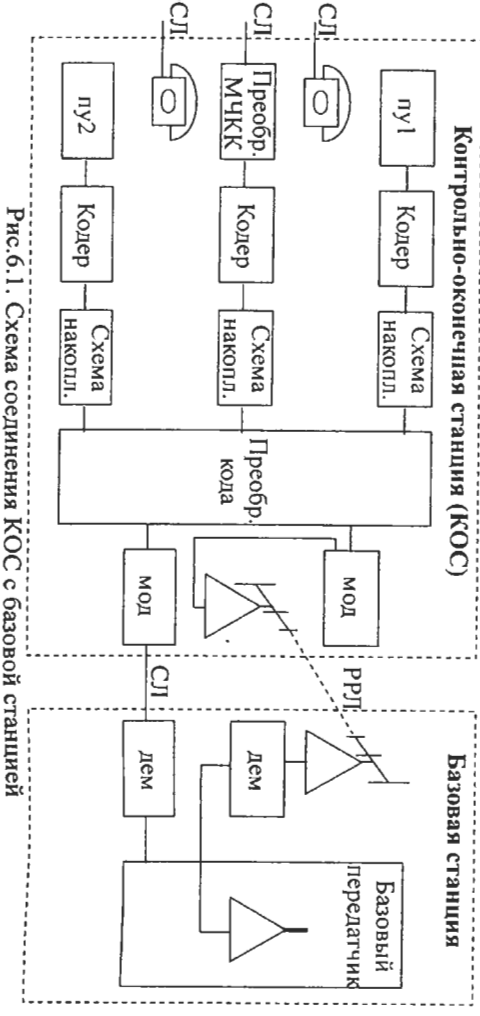 Контрольно-оконечная станция (КОС)
СЛ
СЛ
СЛ
пу2
Преобр.
МЧКК
пу1
Кодер
Кодер
Кодер
Схема
накопл.
Схема
накопл.
Схема
накопл.
Преобр.
кода
мод
мод
СЛ
РРЛ
Базовая станция
дем
дем
Базовый
передатчик
Рис.6.1. Схема соединения КОС с базовой станцией